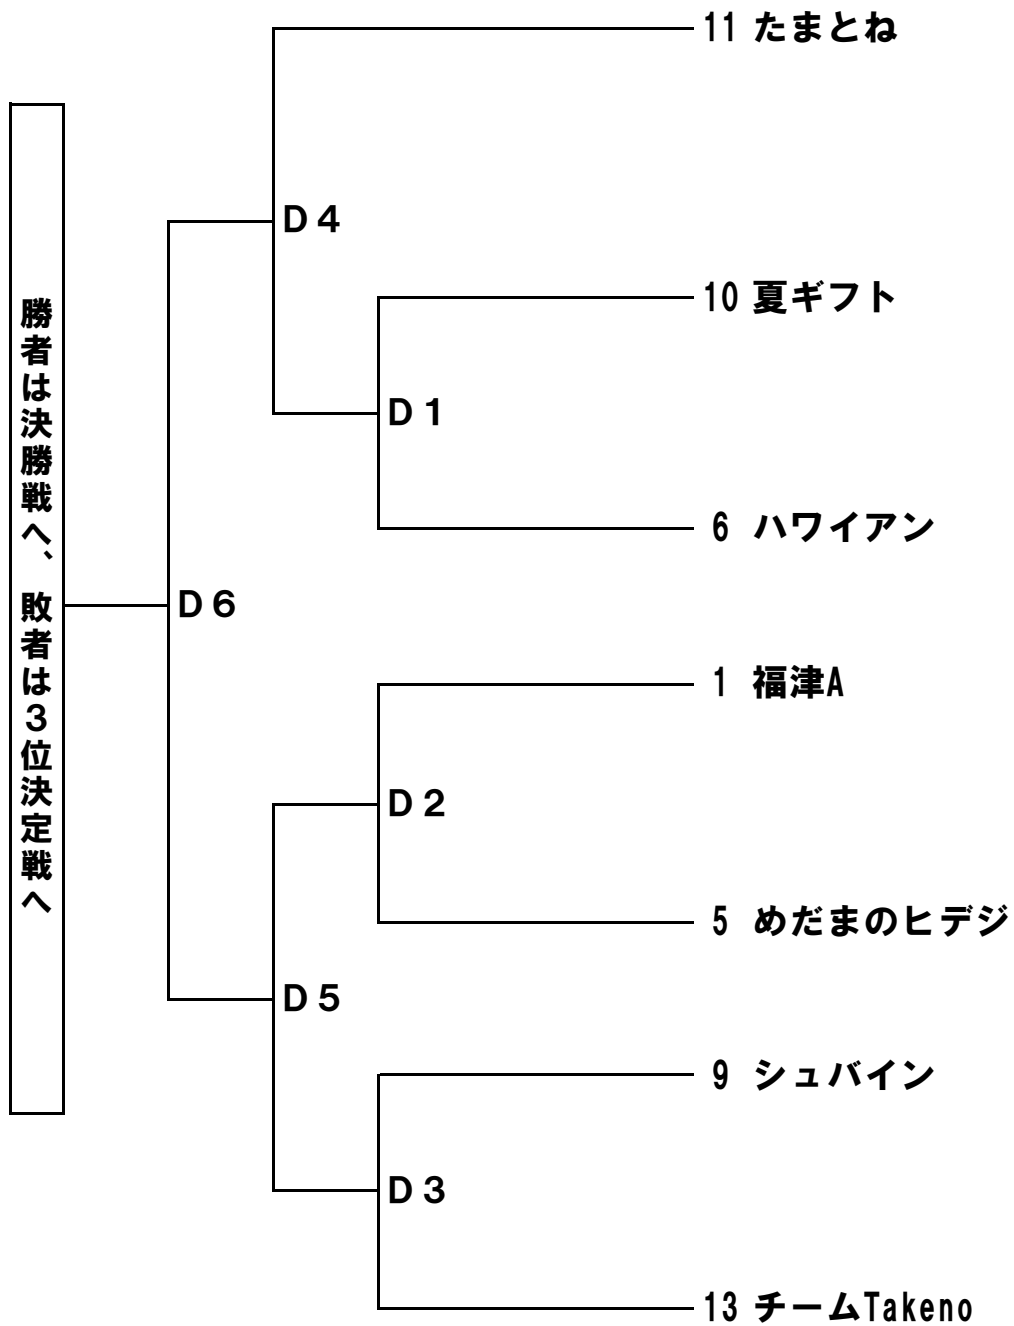 勝者は決勝戦へ、敗者は３位決定戦へ
11 たまとね
Ｄ４
10 夏ギフト
Ｄ１
6 ハワイアン
Ｄ６
1 福津A
Ｄ２
5 めだまのヒデジ
Ｄ５
9 シュバイン
Ｄ３
13 チームTakeno